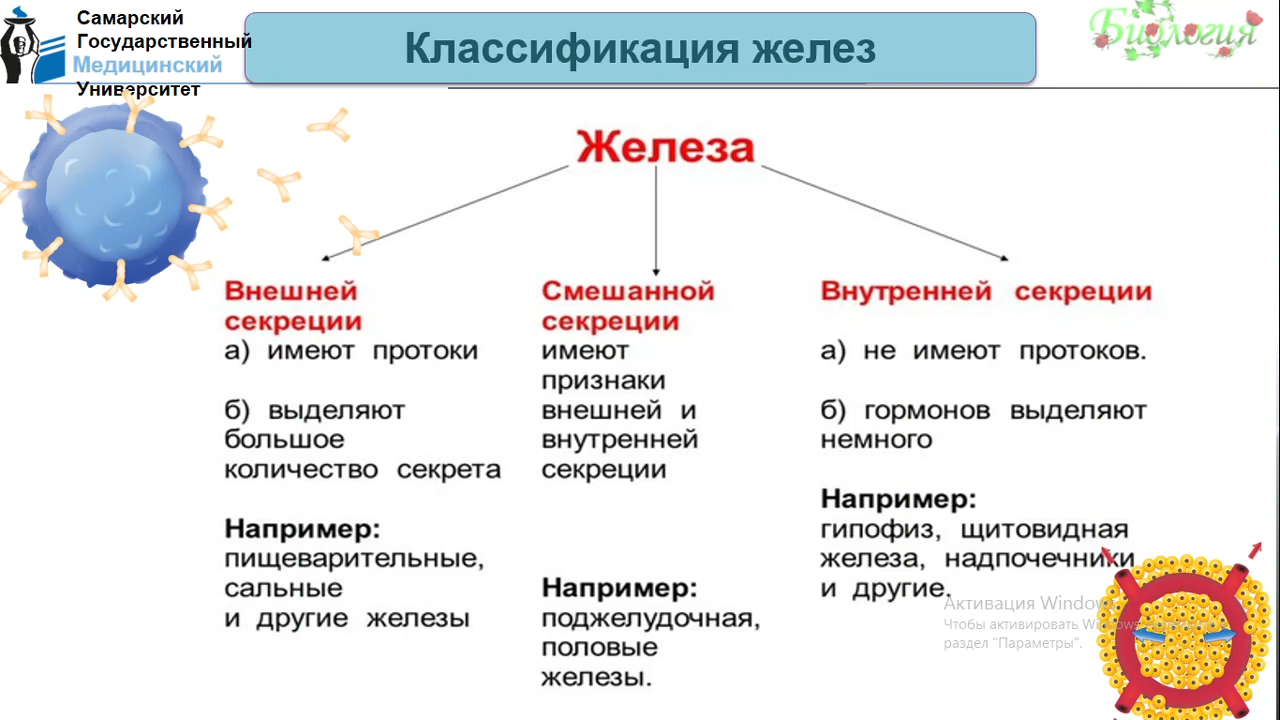 Самарский
Государственный
Медицинский
Университет
Классификация желез
Биология
Железа
Внешней
секреции
а) имеют протоки
б) выделяют
большое
количество секрета
Например:
пищеварительные,
сальные
и другие железы
Смешанной
секреции
имеют
признаки
внешней и
внутренней
секреции
Например:
поджелудочная,
половые
железы.
Внутренней секреции
а) не имеют протоков.
б) гормонов выделяют
немного
Например:
гипофиз, щитовидная
железа, надпочечники
и другие.
Активация Windows
Чтобы активировать Windows
раздел "Параметры".